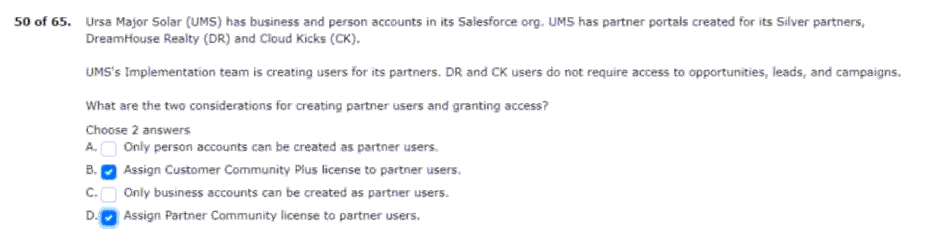 50 of 65. Ursa Major Solar (UMS) has business and person accounts in its Salesforce org. UMS has partner portals created for its Silver partners,
DreamHouse Realty (DR) and Cloud Kicks (CK).
UMS's Implementation team is creating users for its partners. DR and CK users do not require access to opportunities, leads, and campaigns.
What are the two considerations for creating partner users and granting access?
Choose 2 answers
A. Only person accounts can be created as partner users.
B. Assign Customer Community Plus license to partner users.
C. Only business accounts can be created as partner users.
D. Assign Partner Community license to partner users.